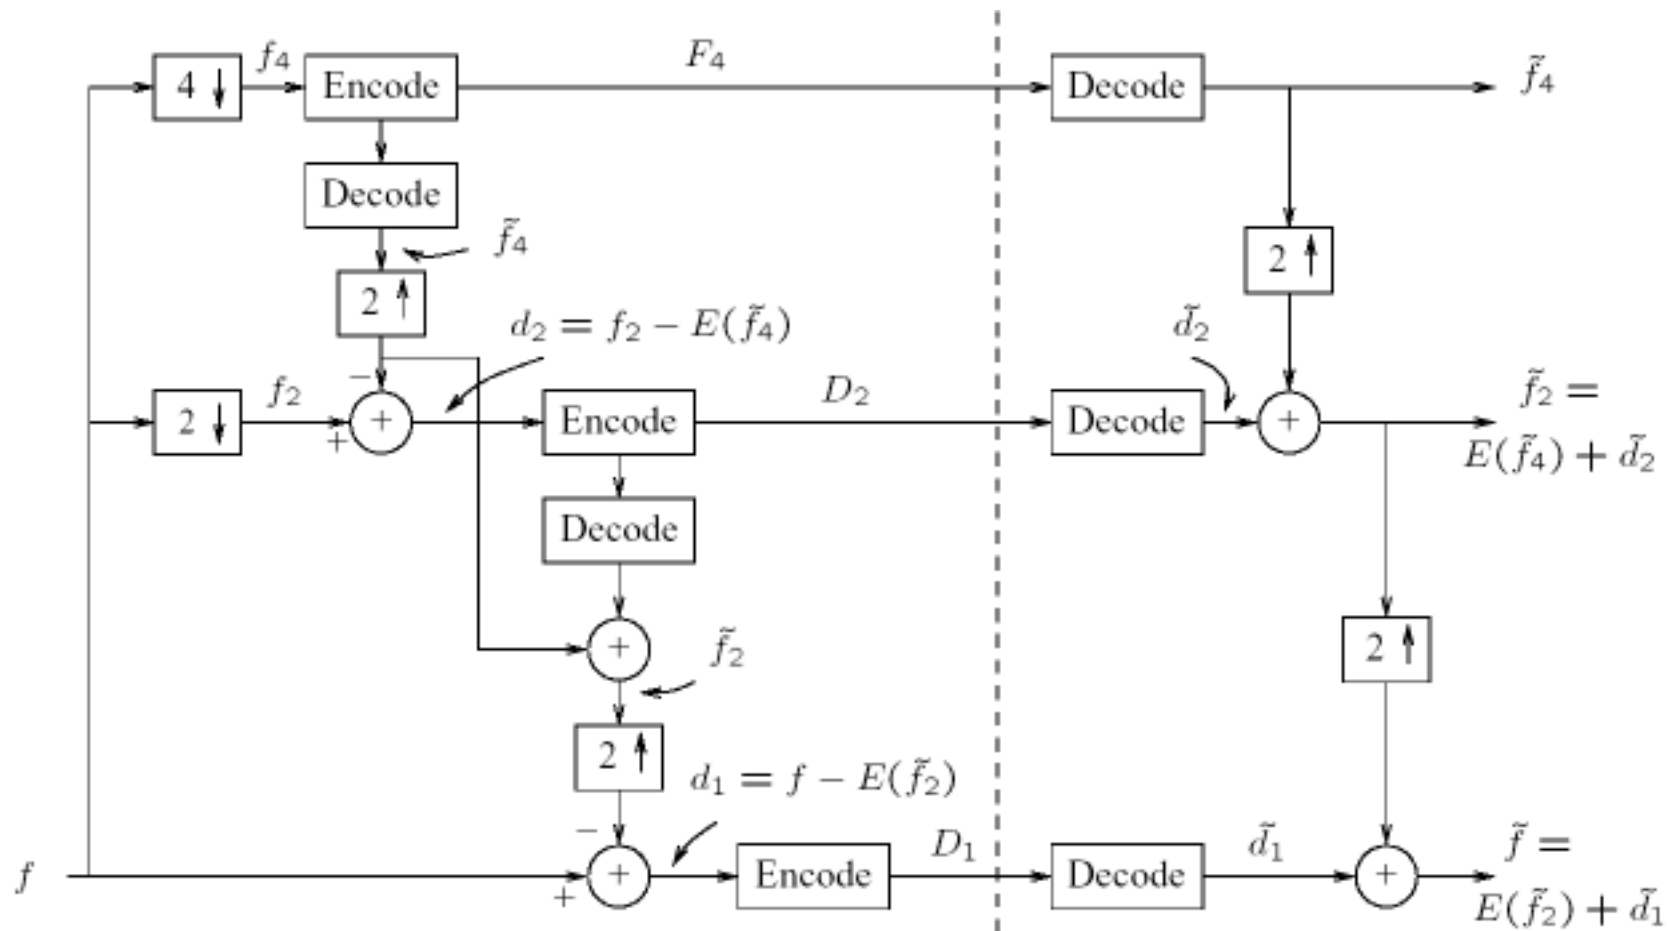 4 ↓
f₄
Encode
F₄
Decode
f̃₄
Decode
f̃₄
2 ↑
2 ↑
d₂ = f₂ − E(f̃₄)
d̃₂
−
2 ↓
f₂
+
+
Encode
D₂
Decode
+
f̃₂ =
E(f̃₄) + d̃₂
Decode
+
f̃₂
2 ↑
2 ↑
d₁ = f − E(f̃₂)
−
f
+
+
Encode
D₁
Decode
d̃₁
+
f̃ =
E(f̃₂) + d̃₁